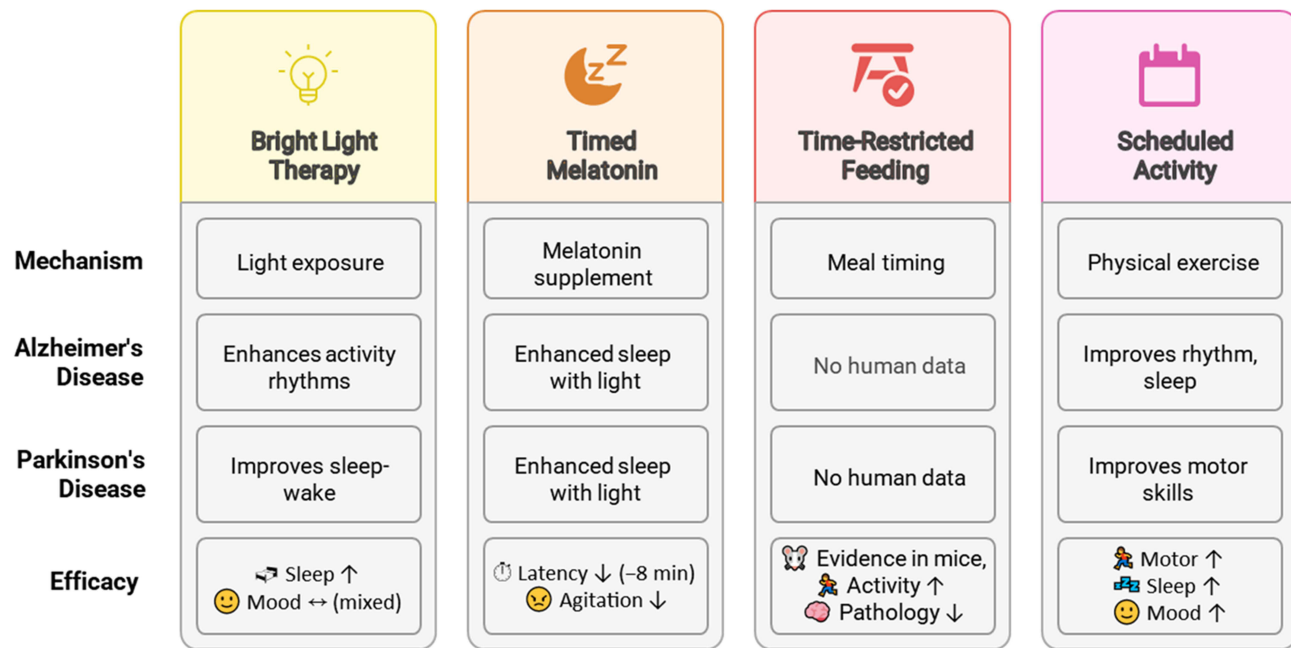 Bright Light
Therapy
Timed
Melatonin
Time-Restricted
Feeding
Scheduled
Activity
Mechanism
Light exposure
Melatonin
supplement
Meal timing
Physical exercise
Alzheimer's
Disease
Enhances activity
rhythms
Enhanced sleep
with light
No human data
Improves rhythm,
sleep
Parkinson's
Disease
Improves sleep-
wake
Enhanced sleep
with light
No human data
Improves motor
skills
Efficacy
Sleep ↑
Mood ↔ (mixed)
Latency ↓ (–8 min)
Agitation ↓
Evidence in mice,
Activity ↑
Pathology ↓
Motor ↑
Sleep ↑
Mood ↑